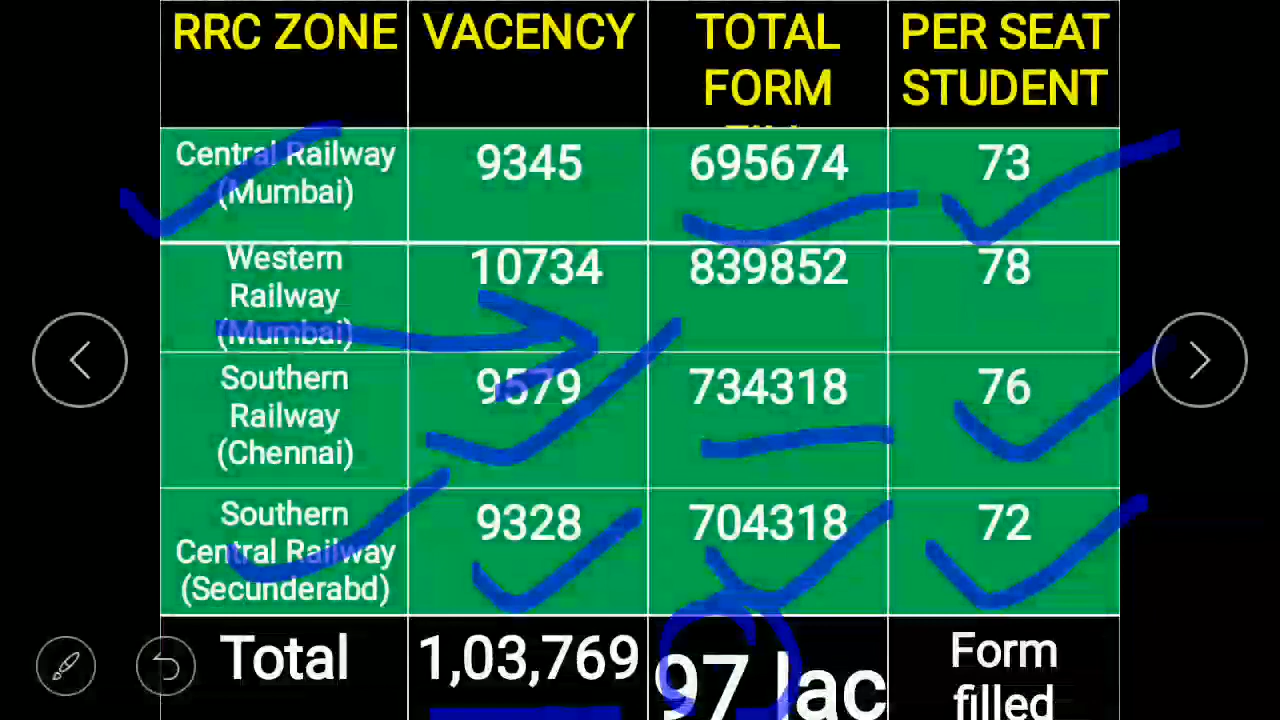 RRC ZONE VACENCY TOTAL FORM PER SEAT STUDENT
Central Railway (Mumbai) 9345 695674 73
Western Railway (Mumbai) 10734 839852 78
Southern Railway (Chennai) 9579 734318 76
Southern Central Railway (Secunderabd) 9328 704318 72
Total 1,03,769 97 lac Form filled